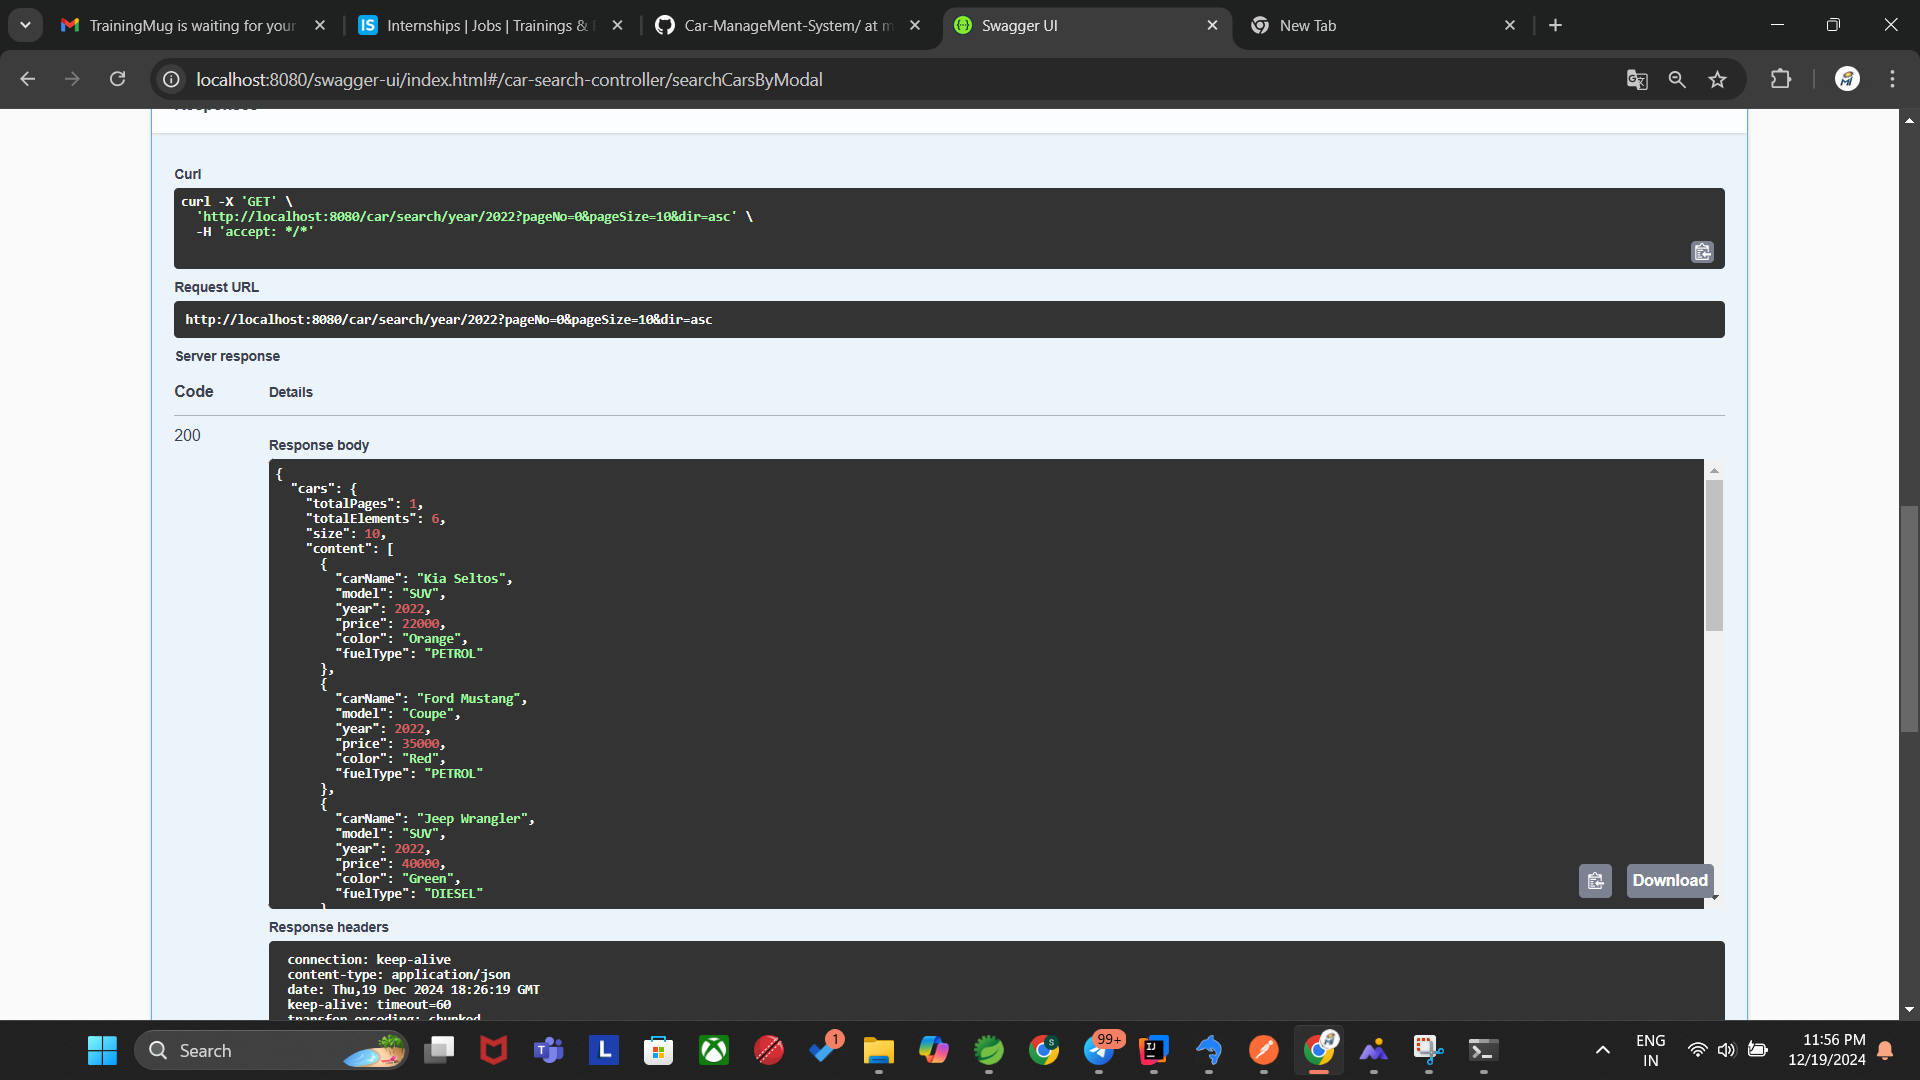 TrainingMug is waiting for your
Internships | Jobs | Trainings &
Car-ManageMent-System/ at m
Swagger UI
New Tab
localhost:8080/swagger-ui/index.html#/car-search-controller/searchCarsByModal
Responses
Curl
curl -X 'GET' \
'http://localhost:8080/car/search/year/2022?pageNo=0&pageSize=10&dir=asc' \
-H 'accept: */*'
Request URL
http://localhost:8080/car/search/year/2022?pageNo=0&pageSize=10&dir=asc
Server response
Code Details
200
Response body
{
"cars": {
"totalPages": 1,
"totalElements": 6,
"size": 10,
"content": [
{
"carName": "Kia Seltos",
"model": "SUV",
"year": 2022,
"price": 22000,
"color": "Orange",
"fuelType": "PETROL"
},
{
"carName": "Ford Mustang",
"model": "Coupe",
"year": 2022,
"price": 35000,
"color": "Red",
"fuelType": "PETROL"
},
{
"carName": "Jeep Wrangler",
"model": "SUV",
"year": 2022,
"price": 40000,
"color": "Green",
"fuelType": "DIESEL"
}
Download
Response headers
connection: keep-alive
content-type: application/json
date: Thu,19 Dec 2024 18:26:19 GMT
keep-alive: timeout=60
transfer-encoding: chunked
Search
1
99+
ENG
IN
11:56 PM
12/19/2024